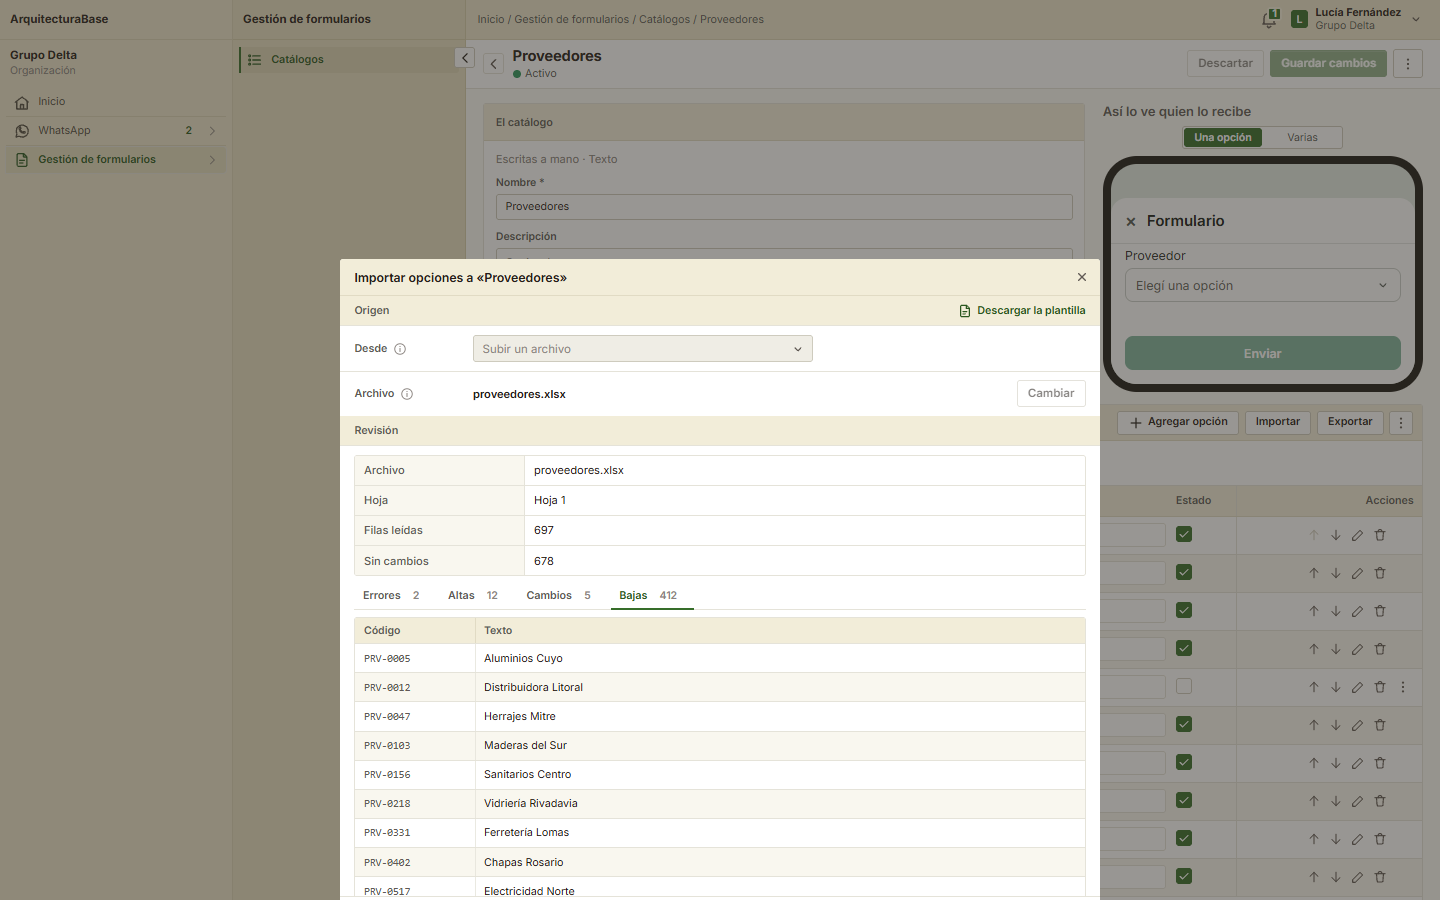 ArquitecturaBase
Grupo Delta
Organización
Inicio
WhatsApp 2
Gestión de formularios
Gestión de formularios
Catálogos
Inicio / Gestión de formularios / Catálogos / Proveedores
1
L
Lucía Fernández
Grupo Delta
Proveedores
Activo
Descartar
Guardar cambios
El catálogo
Escritas a mano · Texto
Nombre *
Proveedores
Descripción
Así lo ve quien lo recibe
Una opción
Varias
Formulario
Proveedor
Elegí una opción
Enviar
Agregar opción
Importar
Exportar
Estado
Acciones
Importar opciones a «Proveedores»
Origen
Descargar la plantilla
Desde
Subir un archivo
Archivo
proveedores.xlsx
Cambiar
Revisión
Archivo proveedores.xlsx
Hoja Hoja 1
Filas leídas 697
Sin cambios 678
Errores 2 Altas 12 Cambios 5 Bajas 412
Código Texto
PRV-0005 Aluminios Cuyo
PRV-0012 Distribuidora Litoral
PRV-0047 Herrajes Mitre
PRV-0103 Maderas del Sur
PRV-0156 Sanitarios Centro
PRV-0218 Vidriería Rivadavia
PRV-0331 Ferretería Lomas
PRV-0402 Chapas Rosario
PRV-0517 Electricidad Norte